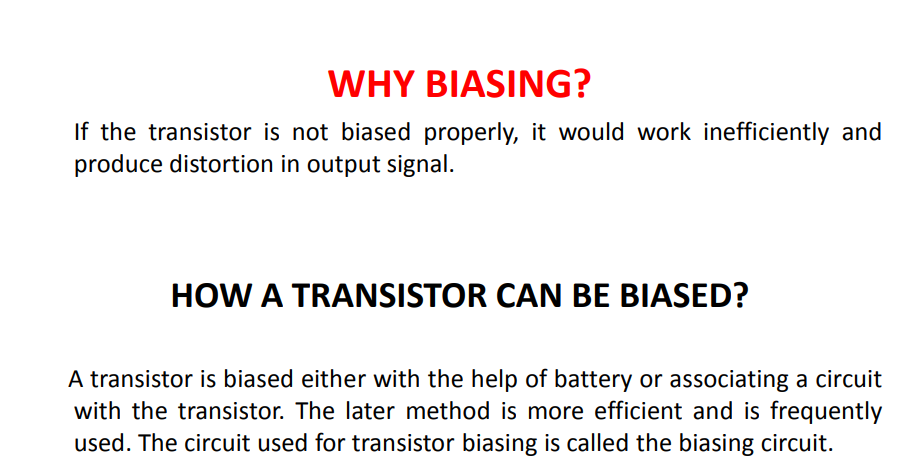 WHY BIASING?
If the transistor is not biased properly, it would work inefficiently and
produce distortion in output signal.
HOW A TRANSISTOR CAN BE BIASED?
A transistor is biased either with the help of battery or associating a circuit
with the transistor. The later method is more efficient and is frequently
used. The circuit used for transistor biasing is called the biasing circuit.